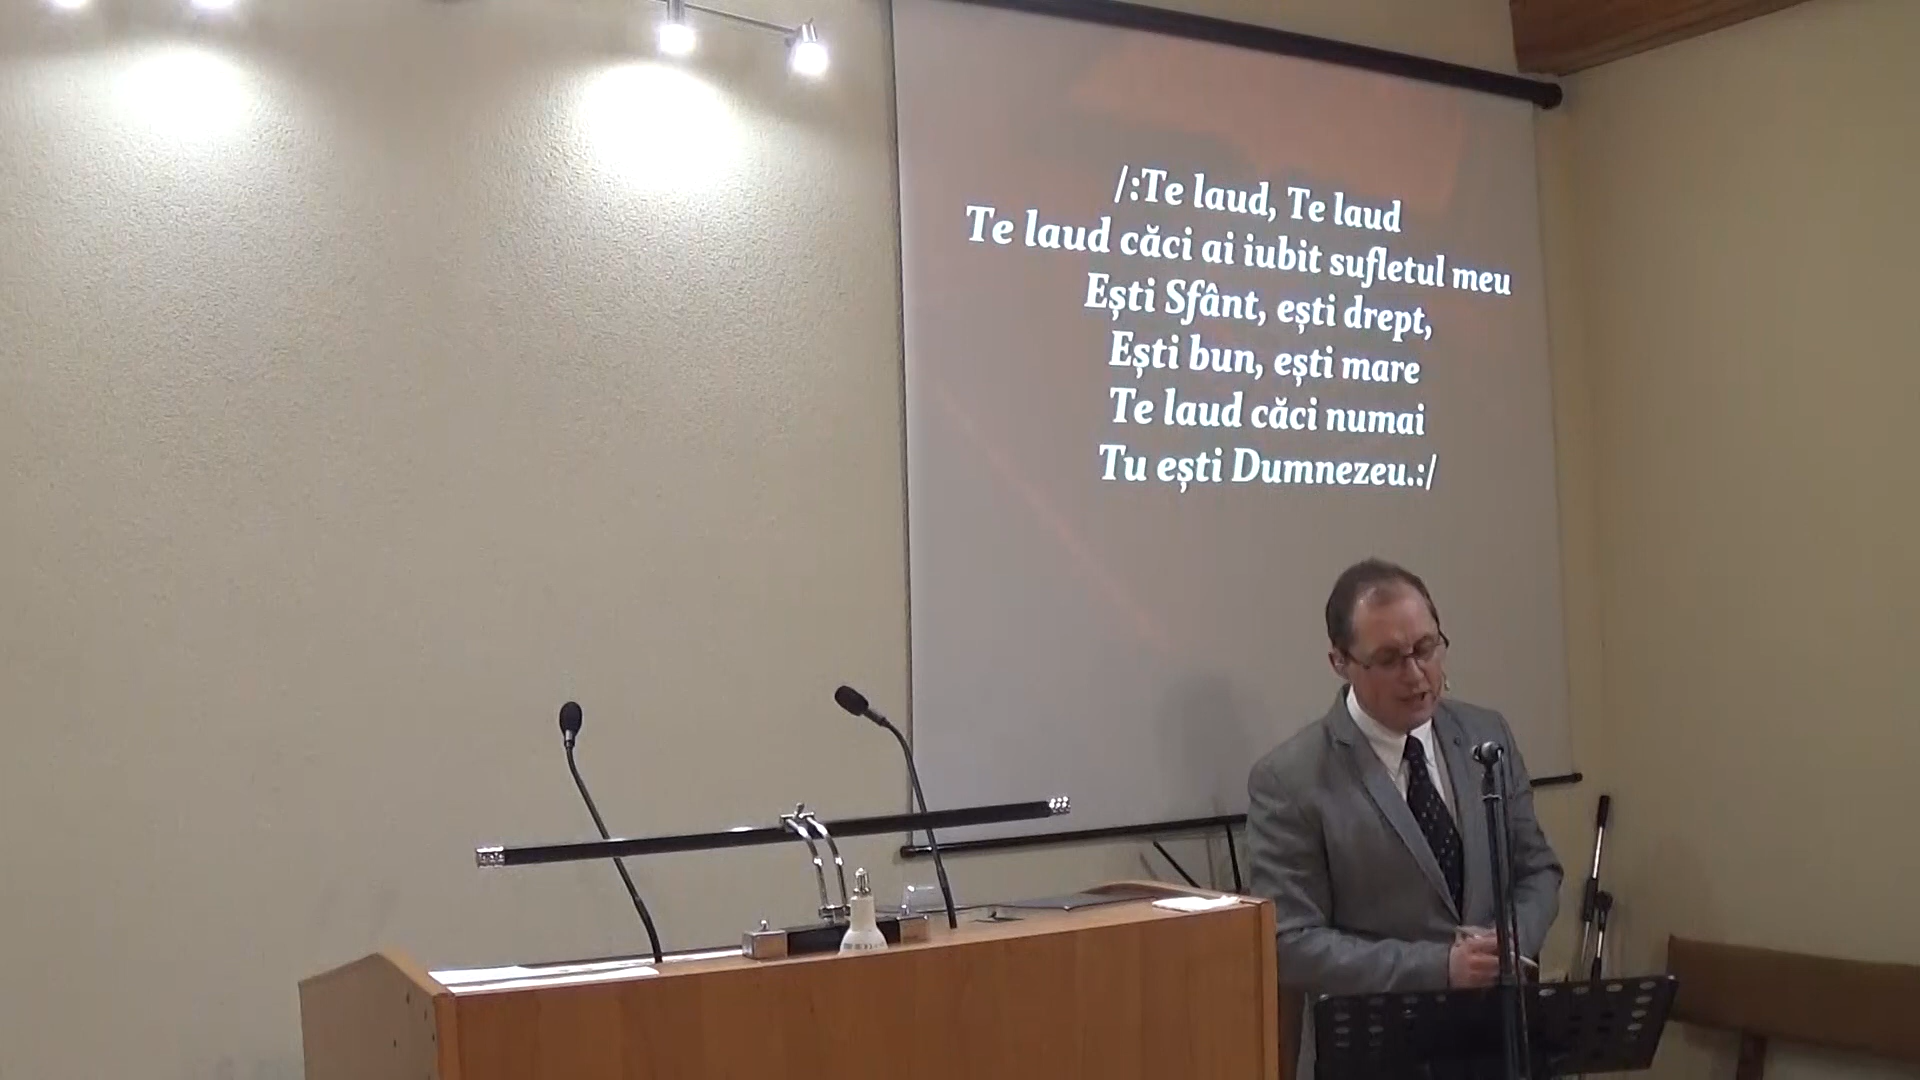 /:Te laud, Te laud
Te laud căci ai iubit sufletul meu
Ești Sfânt, ești drept,
Ești bun, ești mare
Te laud căci numai
Tu ești Dumnezeu.:/